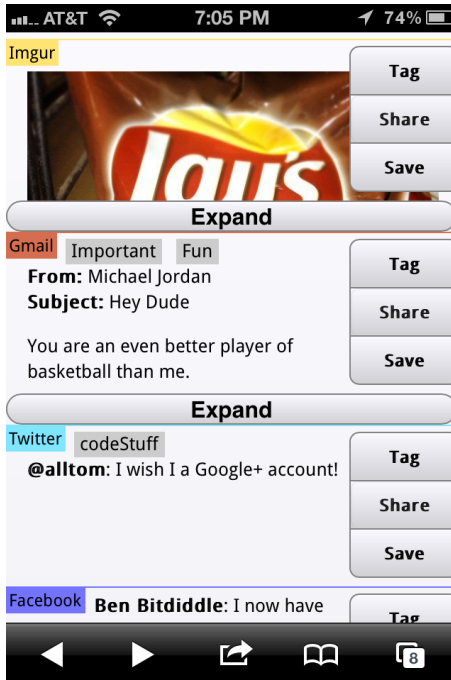 AT&T 7:05 PM 74%
Imgur
Tag
Share
Save
Lay's
Expand
Gmail Important Fun
From: Michael Jordan
Subject: Hey Dude
You are an even better player of
basketball than me.
Tag
Share
Save
Expand
Twitter codeStuff
@alltom: I wish I a Google+ account!
Tag
Share
Save
Facebook Ben Bitdiddle: I now have
Tag
8